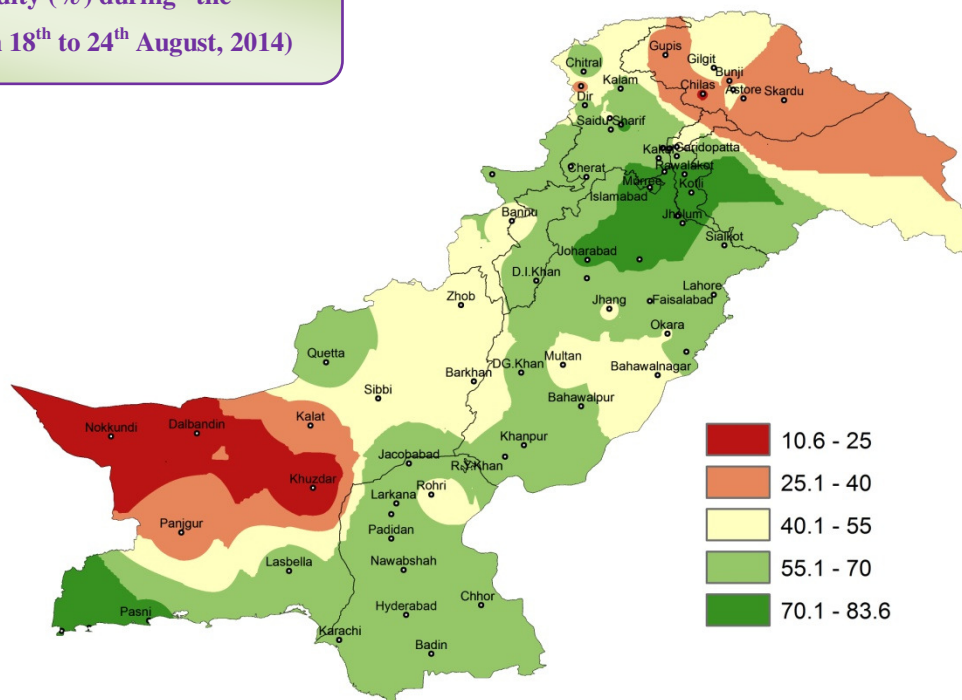 (%) during the
18th to 24th August, 2014)
Gupis
Gilgit
Bunji
Chitral
Kalam
Chilas
Astore
Skardu
Dir
Saidu Sharif
Garidopatta
Cherat
Rawalakot
Murree
Kotli
Islamabad
Bannu
Jhelum
Sialkot
Joharabad
D.I.Khan
Lahore
Zhob
Jhang
Faisalabad
Okara
Quetta
Multan
DG.Khan
Bahawalnagar
Barkhan
Sibbi
Bahawalpur
Kalat
Nokkundi
Dalbandin
Khanpur
Jacobabad
R.Y.Khan
Khuzdar
Rohri
Larkana
Panjgur
Padidan
Lasbella
Nawabshah
Chhor
Pasni
Hyderabad
Karachi
Badin
10.6 - 25
25.1 - 40
40.1 - 55
55.1 - 70
70.1 - 83.6